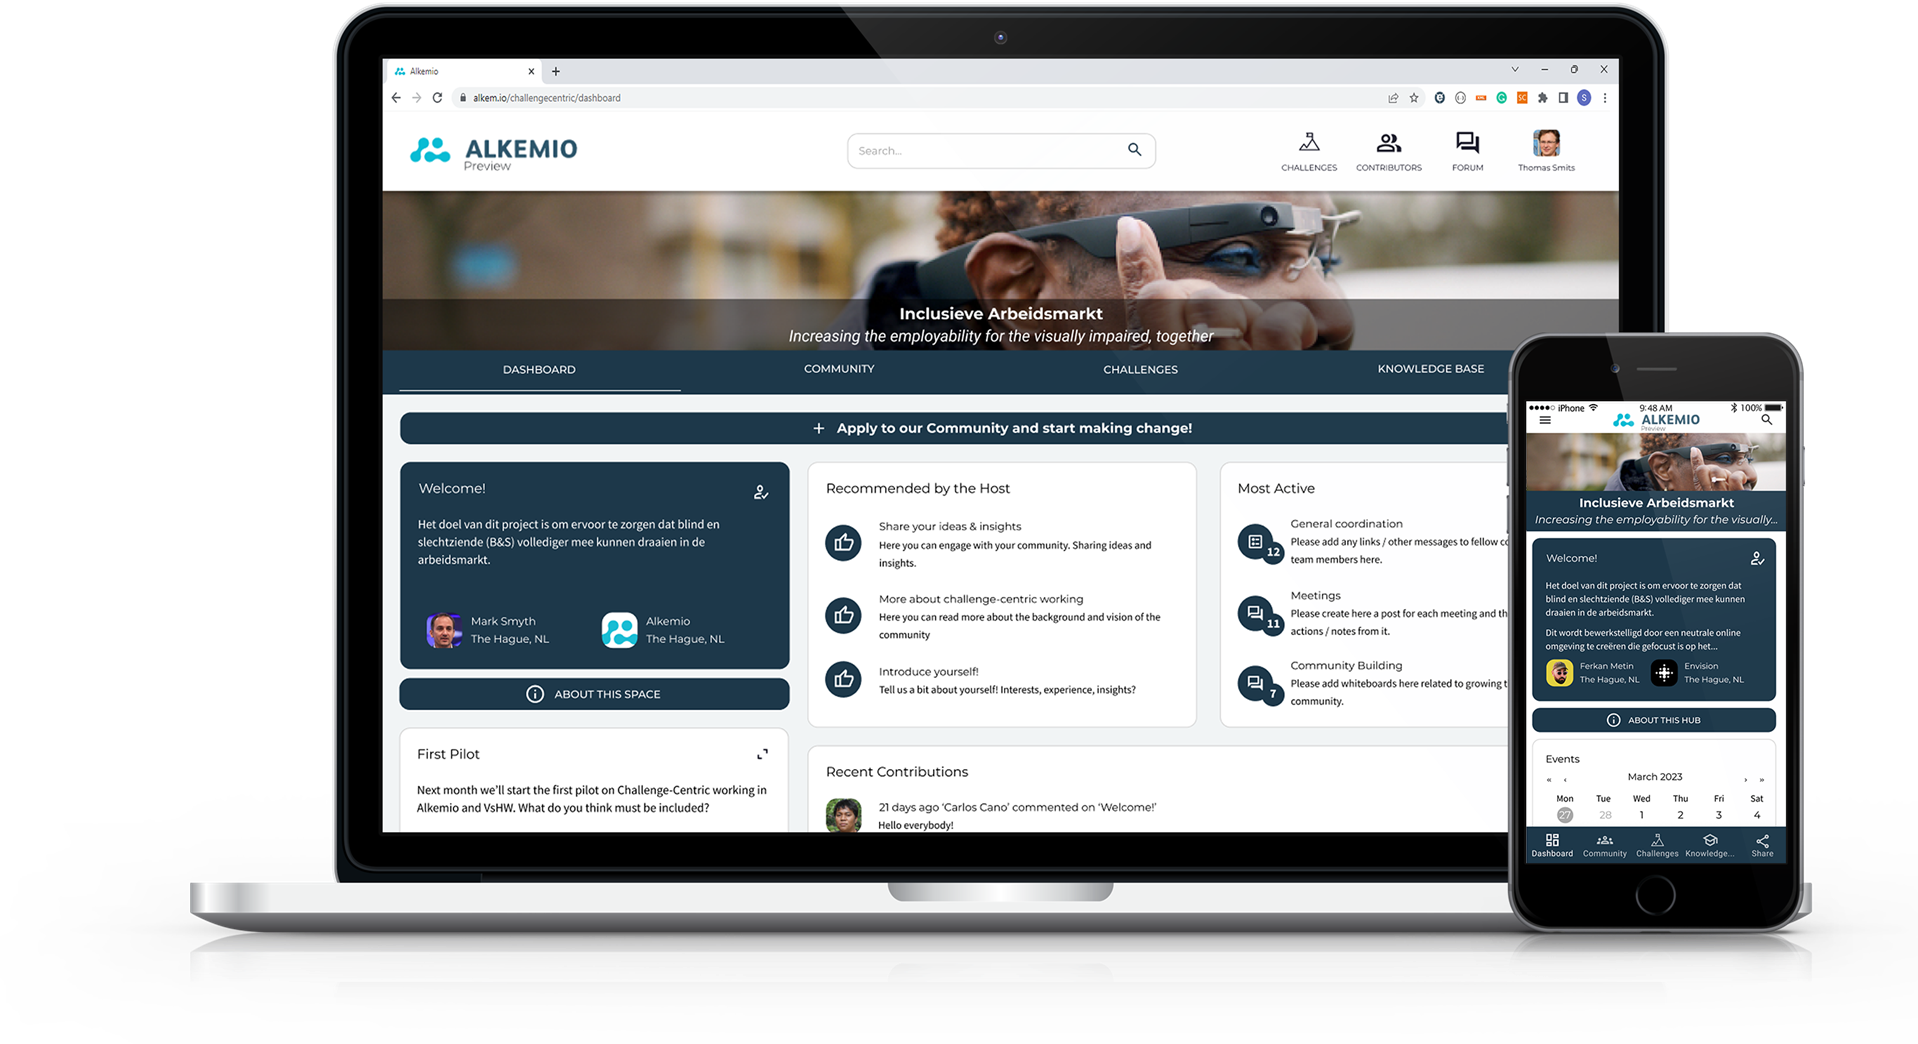 Alkemio
alkem.io/challengecentric/dashboard
SC
S
ALKEMIO
Preview
Search...
CHALLENGES
CONTRIBUTORS
FORUM
Thomas Smits
Inclusieve Arbeidsmarkt
Increasing the employability for the visually impaired, together
DASHBOARD
COMMUNITY
CHALLENGES
KNOWLEDGE BASE
+ Apply to our Community and start making change!
Welcome!
Het doel van dit project is om ervoor te zorgen dat blind en
slechtziende (B&S) vollediger mee kunnen draaien in de
arbeidsmarkt.
Mark Smyth
The Hague, NL
Alkemio
The Hague, NL
ABOUT THIS SPACE
First Pilot
Next month we'll start the first pilot on Challenge-Centric working in
Alkemio and VsHW. What do you think must be included?
Recommended by the Host
Share your ideas & insights
Here you can engage with your community. Sharing ideas and
insights.
More about challenge-centric working
Here you can read more about the background and vision of the
community
Introduce yourself!
Tell us a bit about yourself! Interests, experience, insights?
Most Active
12
General coordination
Please add any links / other messages to fellow
team members here.
11
Meetings
Please create here a post for each meeting and
actions / notes from it.
7
Community Building
Please add whiteboards here related to growing
community.
Recent Contributions
21 days ago ‘Carlos Cano’ commented on ‘Welcome!’
Hello everybody!
iPhone
9:48 AM
100%
ALKEMIO
Preview
Inclusieve Arbeidsmarkt
Increasing the employability for the visually...
Welcome!
Het doel van dit project is om ervoor te zorgen dat
blind en slechtziende (B&S) vollediger mee kunnen
draaien in de arbeidsmarkt.
Dit wordt bewerkstelligd door een neutrale online
omgeving te creëren die gefocust is op het...
Ferkan Metin
The Hague, NL
Envision
The Hague, NL
ABOUT THIS HUB
Events
« ‹ March 2023 › »
Mon Tue Wed Thu Fri Sat
27 28 1 2 3 4
Dashboard
Community
Challenges
Knowledge...
Share